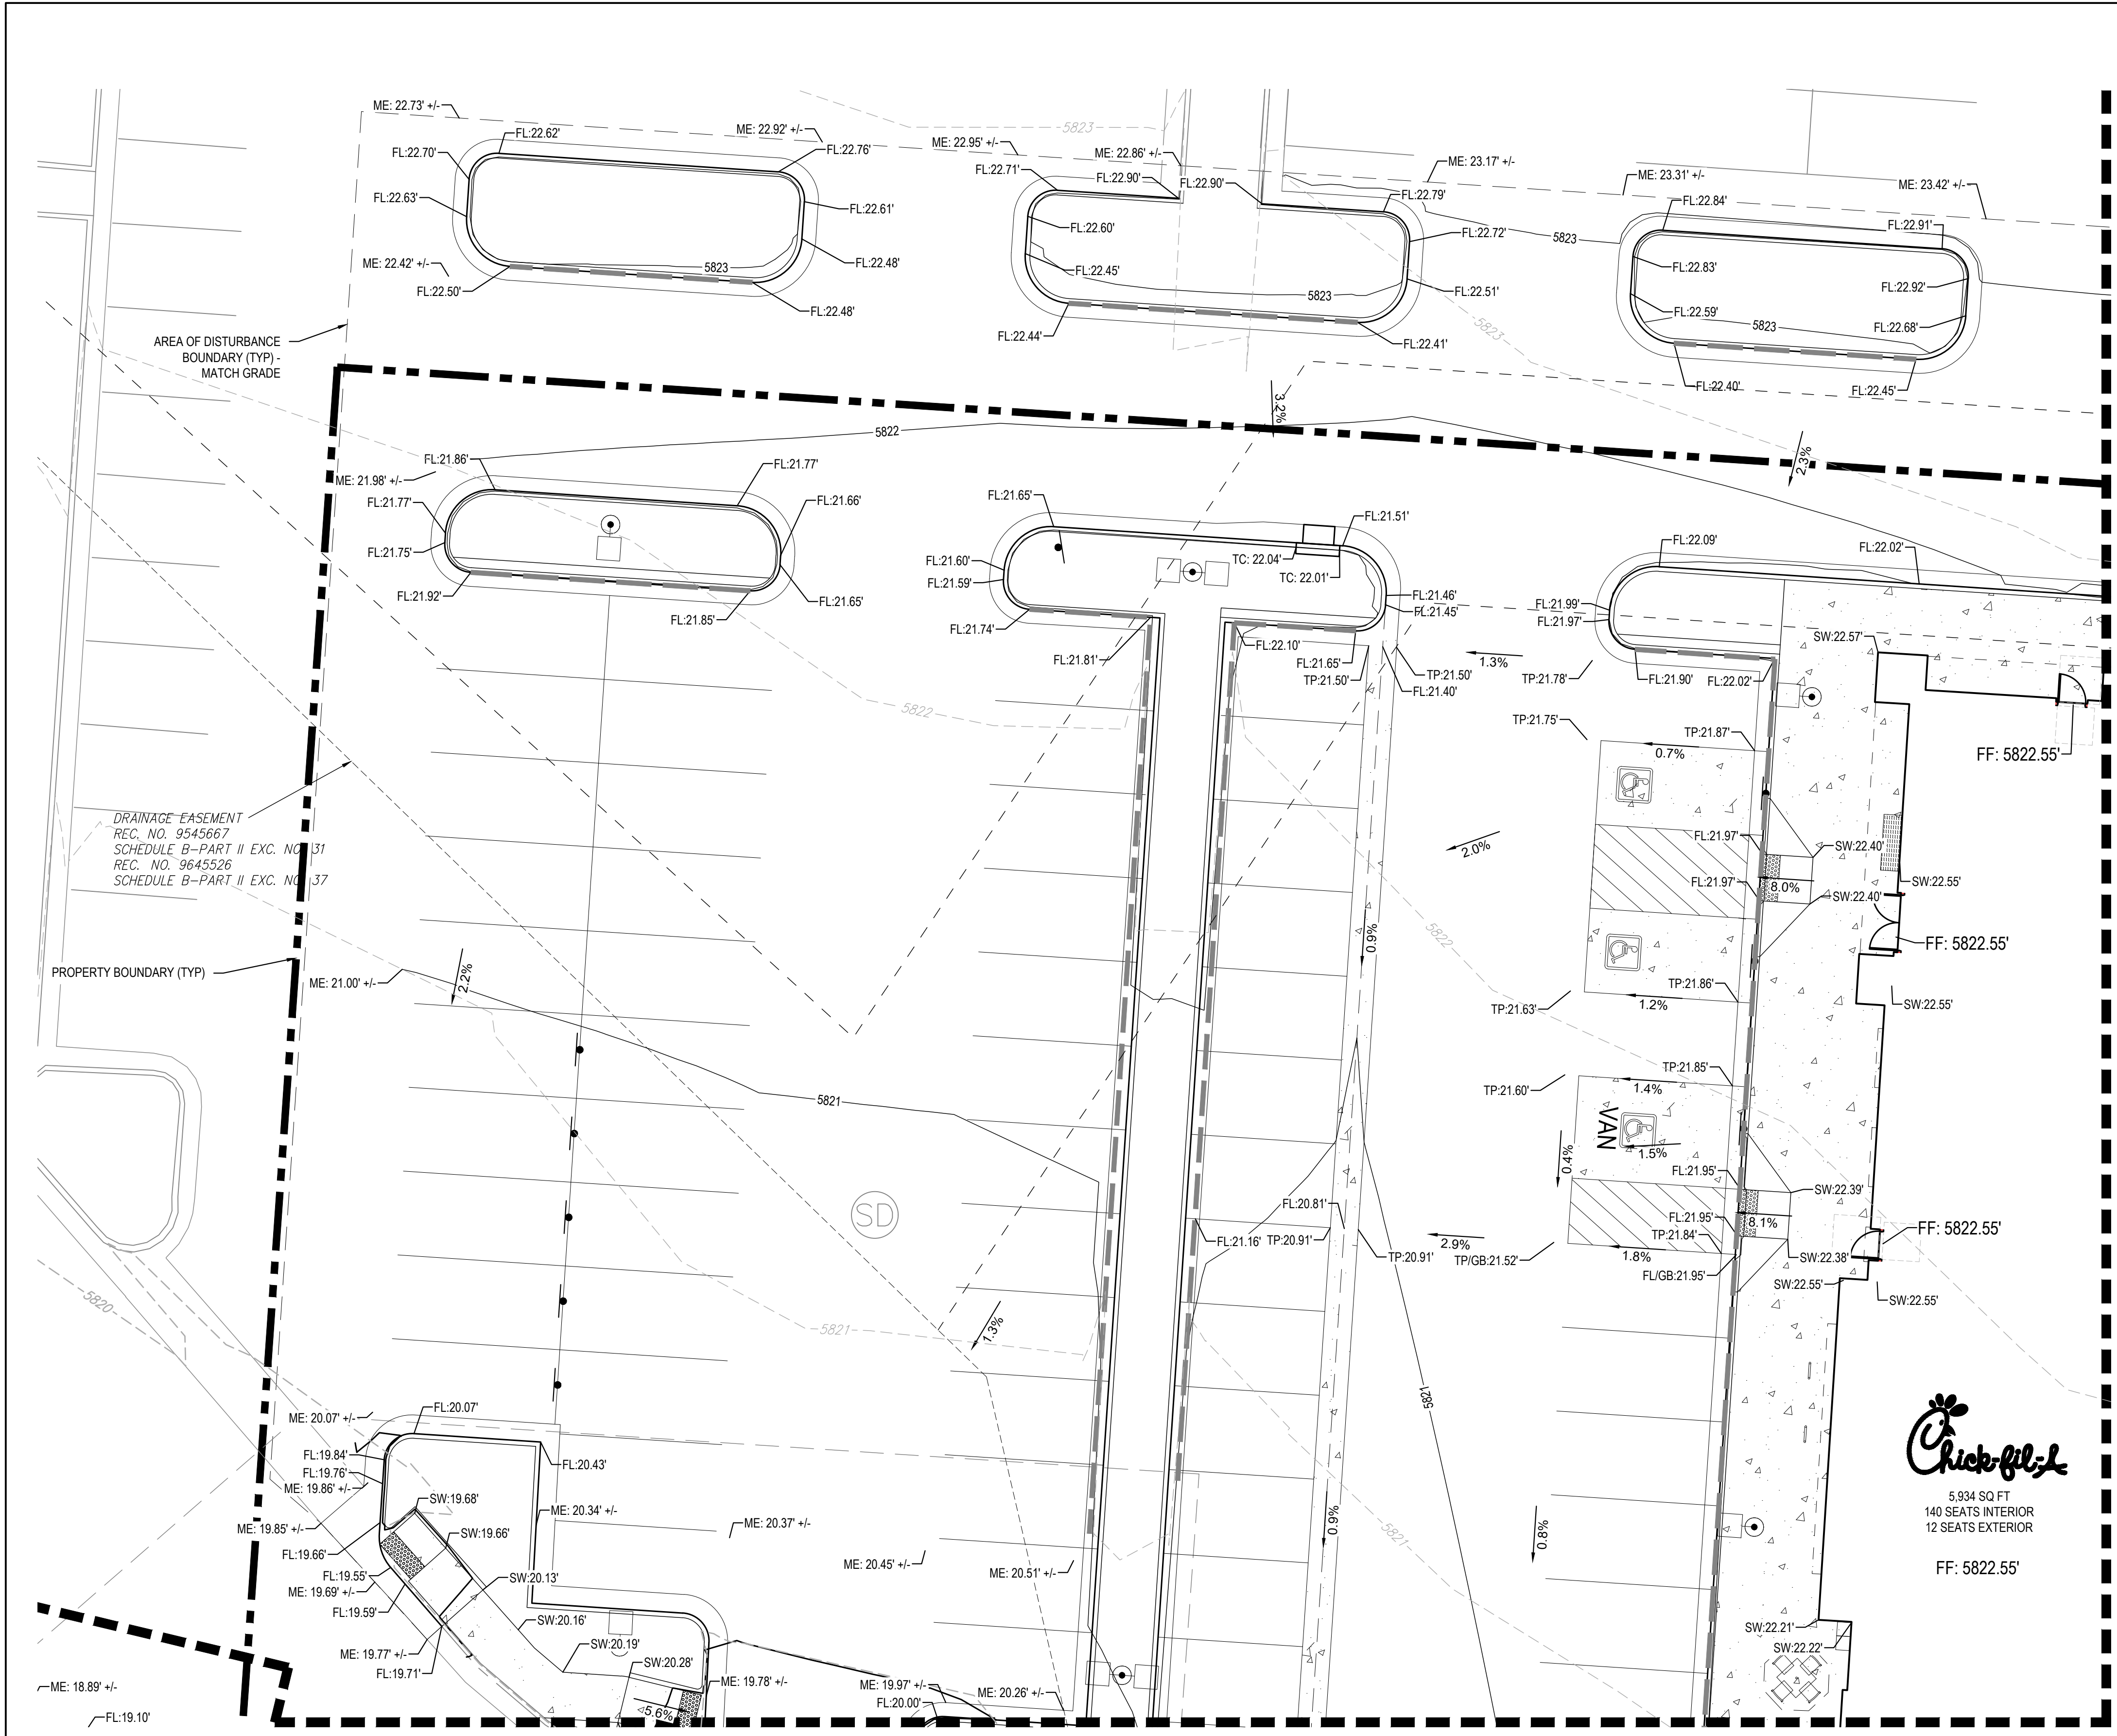 ME: 22.73' +/-
FL:22.62'
ME: 22.92' +/-
FL:22.70'
FL:22.76'
FL:22.63'
FL:22.61'
ME: 22.42' +/-
FL:22.50'
5823
FL:22.48'
FL:22.48'
5823
ME: 22.95' +/-
ME: 22.86' +/-
FL:22.71'
FL:22.90'
FL:22.90'
FL:22.79'
FL:22.60'
FL:22.72'
FL:22.45'
FL:22.51'
5823
FL:22.44'
FL:22.41'
ME: 23.17' +/-
ME: 23.31' +/-
ME: 23.42' +/-
FL:22.84'
FL:22.91'
5823
FL:22.83'
FL:22.92'
FL:22.59'
5823
FL:22.68'
5823
FL:22.40'
FL:22.45'
AREA OF DISTURBANCE
BOUNDARY (TYP) -
MATCH GRADE
3.2%
5822
2.3%
FL:21.86'
FL:21.77'
ME: 21.98' +/-
FL:21.77'
FL:21.66'
FL:21.75'
FL:21.92'
FL:21.65'
FL:21.85'
FL:21.65'
FL:21.51'
FL:21.60'
TC: 22.04'
FL:21.59'
TC: 22.01'
FL:21.46'
FL:21.45'
FL:21.74'
FL:21.81'
FL:22.10'
FL:21.65'
TP:21.50'
TP:21.50'
FL:21.40'
1.3%
FL:22.09'
FL:22.02'
FL:21.99'
FL:21.97'
SW:22.57'
TP:21.78'
FL:21.90'
FL:22.02'
5822
TP:21.75'
TP:21.87'
0.7%
FF: 5822.55'
DRAINAGE EASEMENT
REC. NO. 9545667
SCHEDULE B-PART II EXC. NO. 31
REC. NO. 9645526
SCHEDULE B-PART II EXC. NO. 37
2.0%
FL:21.97'
SW:22.40'
FL:21.97'
8.0%
SW:22.40'
SW:22.55'
5822
0.9%
FF: 5822.55'
PROPERTY BOUNDARY (TYP)
ME: 21.00' +/-
2.2%
TP:21.86'
TP:21.63'
1.2%
SW:22.55'
TP:21.85'
TP:21.60'
1.4%
5821
VAN
1.5%
0.4%
FL:21.95'
SW:22.39'
SD
FL:20.81'
FL:21.95'
8.1%
FL:21.16'
TP:20.91'
2.9%
TP:20.91'
TP/GB:21.52'
TP:21.84'
1.8%
SW:22.38'
FL/GB:21.95'
FF: 5822.55'
SW:22.55'
SW:22.55'
5820
5821
1.3%
5821
ME: 20.07' +/-
FL:20.07'
FL:19.84'
FL:19.76'
ME: 19.86' +/-
FL:20.43'
SW:19.68'
ME: 19.85' +/-
SW:19.66'
ME: 20.34' +/-
ME: 20.37' +/-
FL:19.66'
FL:19.55'
ME: 19.69' +/-
SW:20.13'
FL:19.59'
ME: 20.45' +/-
ME: 20.51' +/-
0.9%
5821
0.8%
Chick-fil-A
5,934 SQ FT
140 SEATS INTERIOR
12 SEATS EXTERIOR
FF: 5822.55'
SW:20.16'
SW:20.19'
ME: 19.77' +/-
FL:19.71'
SW:20.28'
ME: 19.78' +/-
5.6%
ME: 19.97' +/-
FL:20.00'
ME: 20.26' +/-
SW:22.21'
SW:22.22'
ME: 18.89' +/-
FL:19.10'